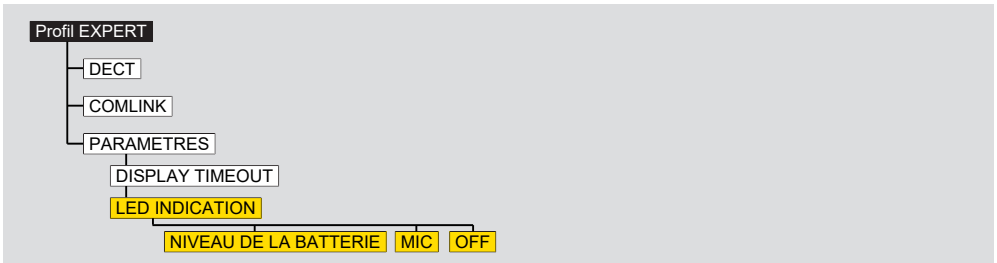 Profil EXPERT
DECT
COMLINK
PARAMETRES
DISPLAY TIMEOUT
LED INDICATION
NIVEAU DE LA BATTERIE MIC OFF